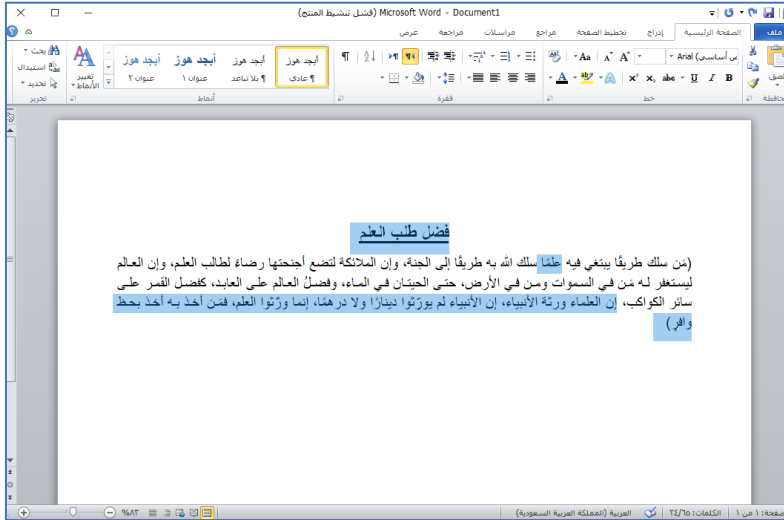 Microsoft Word - Document1 (فشل تنشيط المنتج)
ملف
الصفحة الرئيسية
إدراج
تخطيط الصفحة
مراجع
مراسلات
مراجعة
عرض
لصق
الحافظة
(نص أساسي) Arial
خط
فقرة
أبجد هوز
¶ عادي
أبجد هوز
¶ بلا تباعد
أبجد هوز
عنوان ١
أبجد هوز
عنوان ٢
تغيير الأنماط
أنماط
بحث
استبدال
تحديد
تحرير
فضل طلب العلم
(مَن سلك طريقًا يبتغي فيه علمًا سلك الله به طريقًا إلى الجنة، وإن الملائكة لتضع أجنحتها رضاءً لطالب العلم، وإن العالم
ليستغفر له مَن في السموات ومن في الأرض، حتى الحيتان في الماء، وفضلُ العالم على العابد، كفضل القمر على
سائر الكواكب، إن العلماء ورثة الأنبياء، إن الأنبياء لم يورّثوا دينارًا ولا درهمًا، إنما ورّثوا العلم، فمَن أخذ به أخذ بحظ
وافرٍ)
صفحة: ١ من ١
الكلمات: ٢٤/٦٥
العربية (المملكة العربية السعودية)
٨٣%